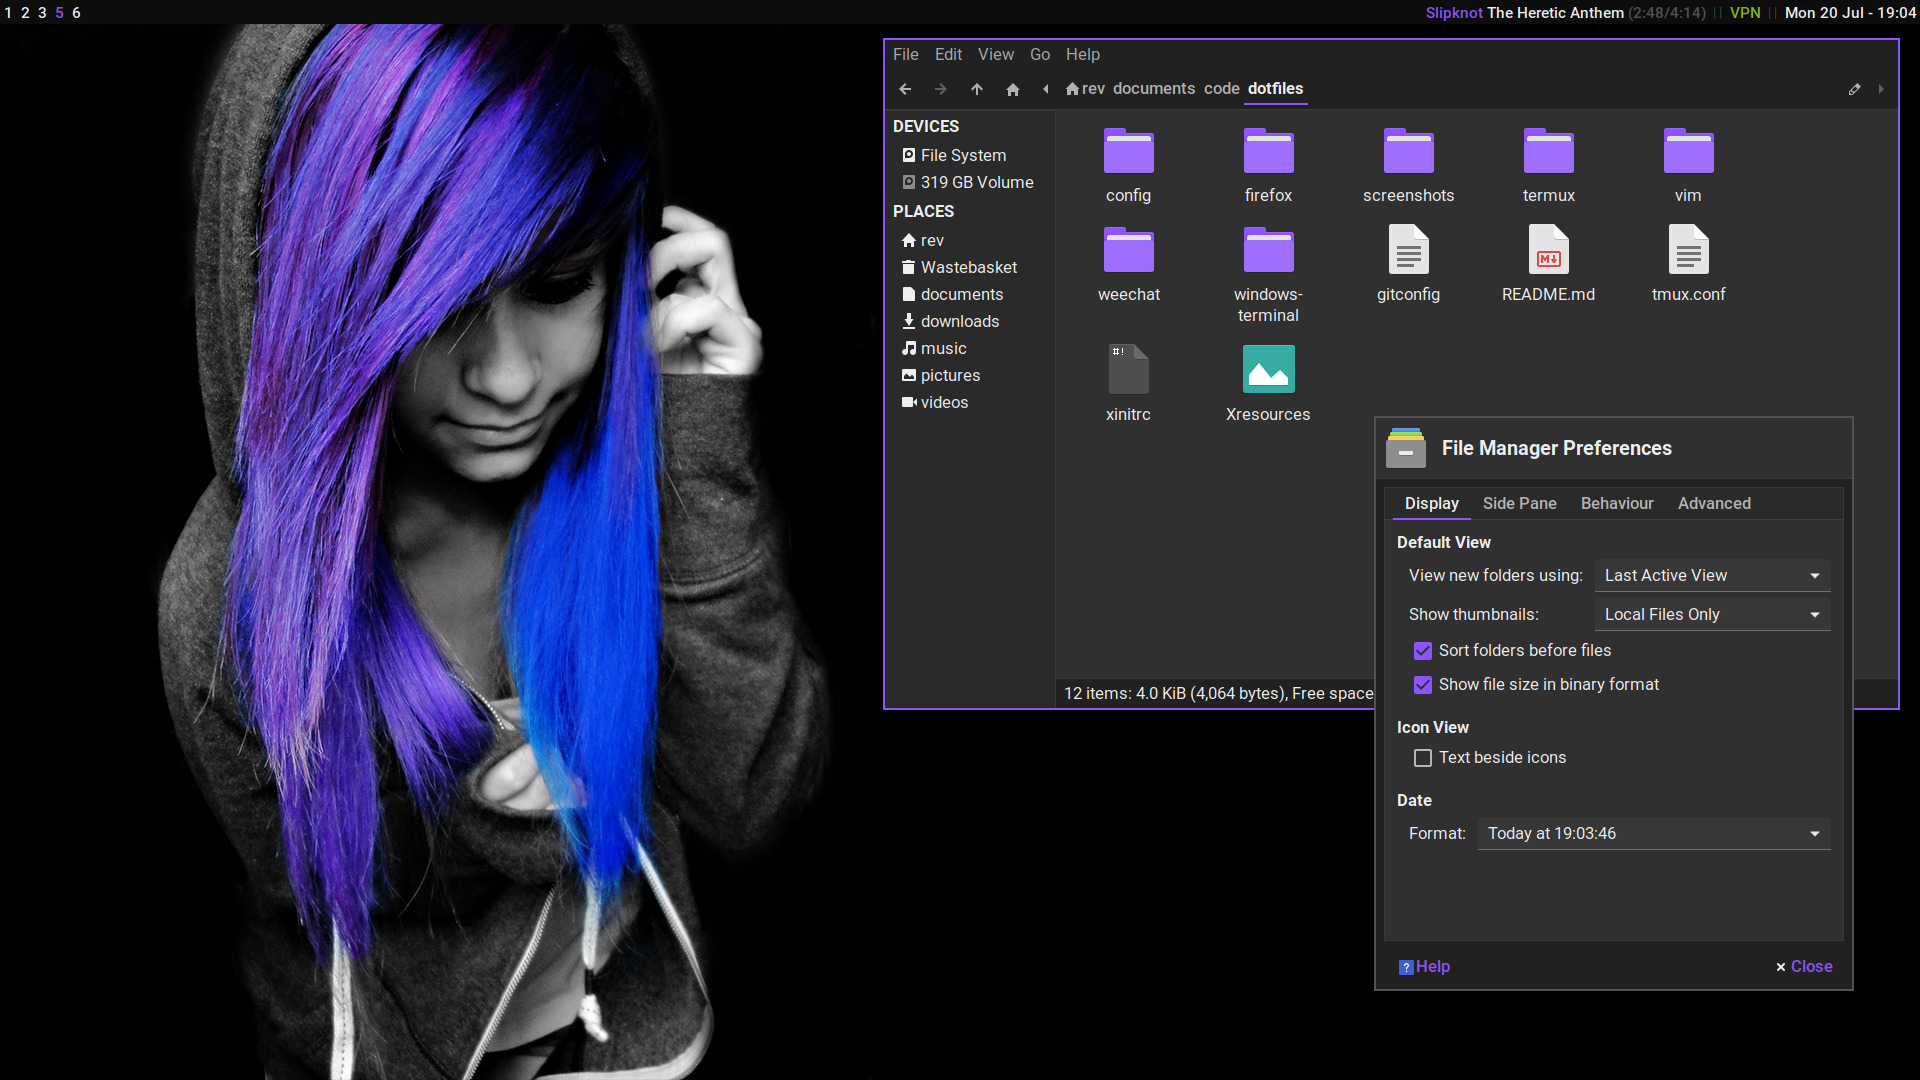 1 2 3 5 6
Slipknot The Heretic Anthem (2:48/4:14) || VPN || Mon 20 Jul - 19:04
File Edit View Go Help
rev documents code dotfiles
DEVICES
File System
319 GB Volume
PLACES
rev
Wastebasket
documents
downloads
music
pictures
videos
config firefox screenshots termux vim
weechat windows- gitconfig README.md tmux.conf
terminal
M↓
#!
xinitrc Xresources
12 items: 4.0 KiB (4,064 bytes), Free space
File Manager Preferences
Display Side Pane Behaviour Advanced
Default View
View new folders using: Last Active View
Show thumbnails: Local Files Only
Sort folders before files
Show file size in binary format
Icon View
Text beside icons
Date
Format: Today at 19:03:46
? Help
× Close